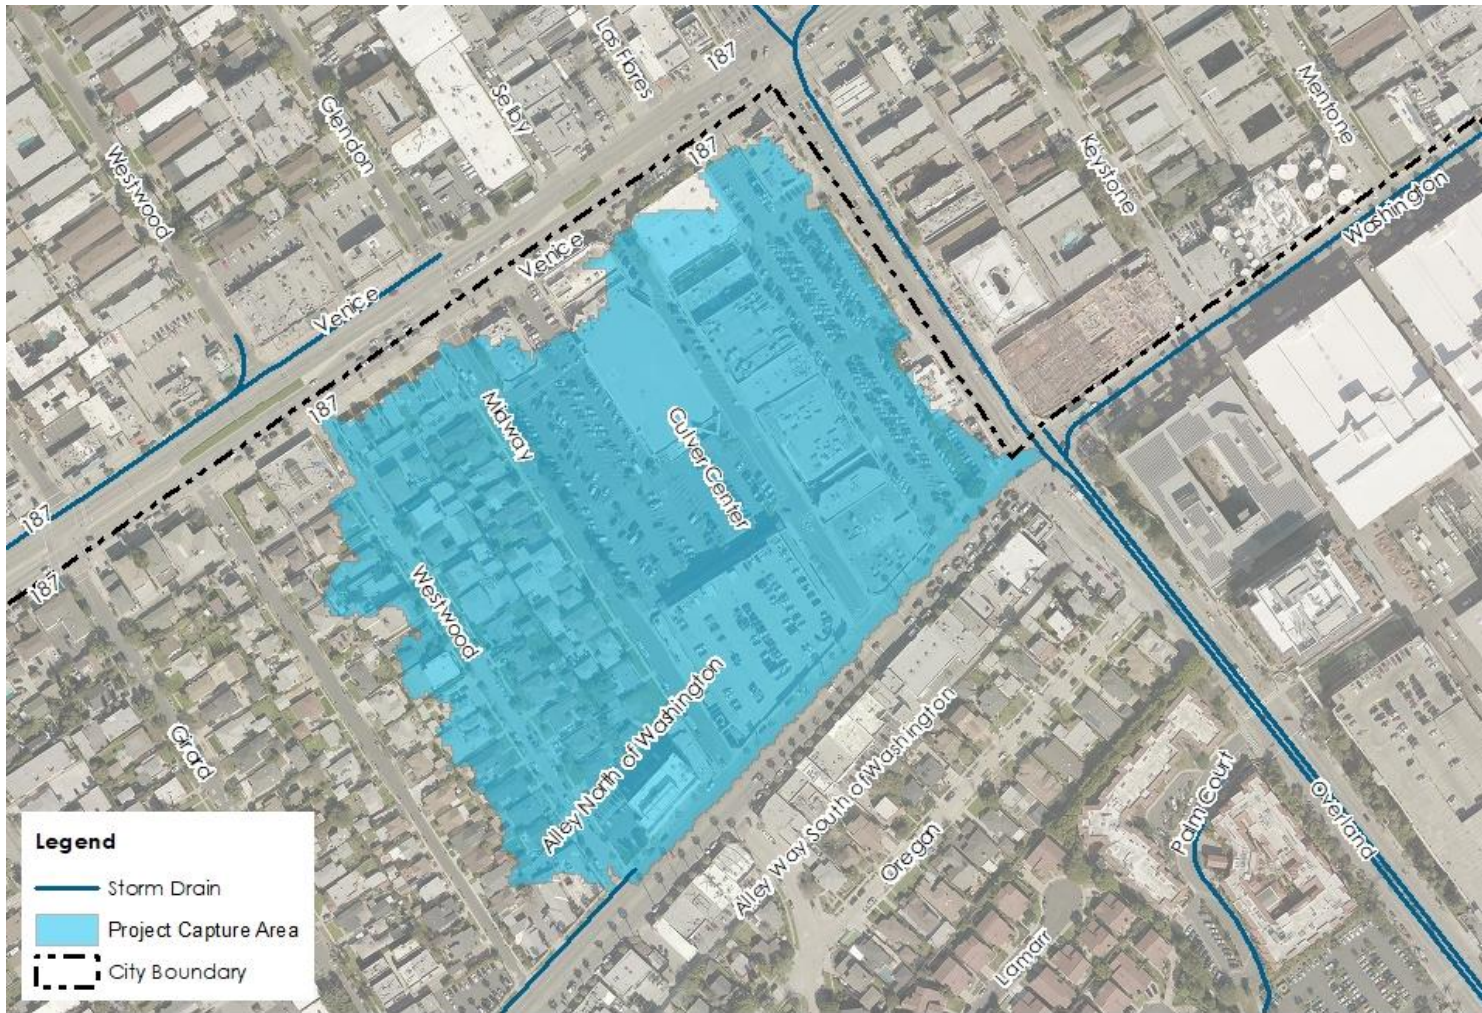 Las Flores
187
Selby
Glendon
Westwood
Mentone
Keystone
Washington
187
Venice
Venice
187
187
187
Midway
Culver Center
Westwood
Alley North of Washington
Girard
Alley Way South of Washington
Oregon
Palm Court
Overland
Lamarr
Legend
Storm Drain
Project Capture Area
City Boundary